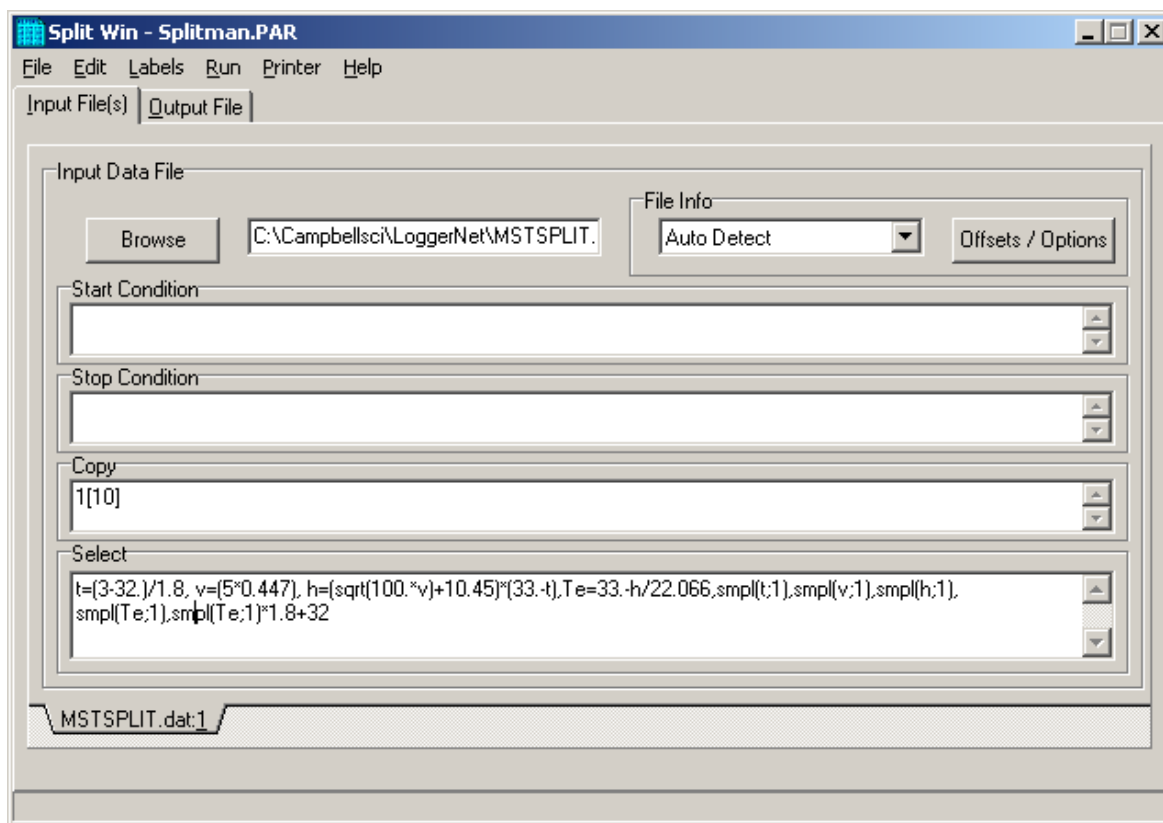 Split Win - Splitman.PAR
File Edit Labels Run Printer Help
Input File(s) Output File
Input Data File
File Info
Browse C:\Campbellsci\LoggerNet\MSTSPLIT. Auto Detect Offsets / Options
Start Condition
Stop Condition
Copy
1[10]
Select
t=(3-32.)/1.8, v=(5*0.447), h=(sqrt(100.*v)+10.45)*(33.-t),Te=33.-h/22.066,smpl(t;1),smpl(v;1),smpl(h;1),
smpl(Te;1),smpl(Te;1)*1.8+32
MSTSPLIT.dat:1